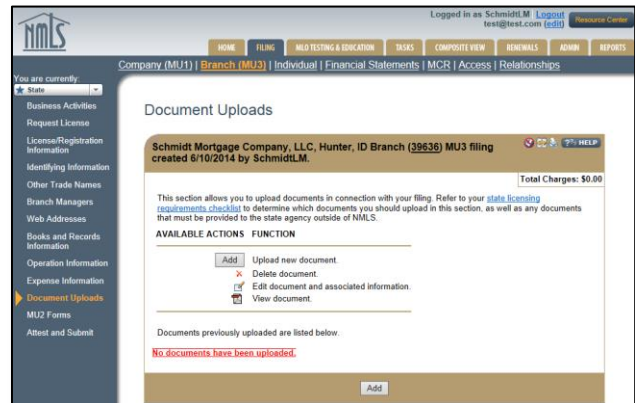 Logged in as SchmidtLM Logout
test@test.com (edit)
Resource Center
NMLS
HOME FILING MLO TESTING & EDUCATION TASKS COMPOSITE VIEW RENEWALS ADMIN REPORTS
Company (MU1) | Branch (MU3) | Individual | Financial Statements | MCR | Access | Relationships
You are currently:
State
Business Activities
Request License
License/Registration
Information
Identifying Information
Other Trade Names
Branch Managers
Web Addresses
Books and Records
Information
Operation Information
Expense Information
Document Uploads
MU2 Forms
Attest and Submit
Document Uploads
Schmidt Mortgage Company, LLC, Hunter, ID Branch (39636) MU3 filing
created 6/10/2014 by SchmidtLM.
HELP
Total Charges: $0.00
This section allows you to upload documents in connection with your filing. Refer to your state licensing
requirements checklist to determine which documents you should upload in this section, as well as any documents
that must be provided to the state agency outside of NMLS.
AVAILABLE ACTIONS FUNCTION
Add Upload new document.
Delete document.
Edit document and associated information.
View document.
Documents previously uploaded are listed below.
No documents have been uploaded.
Add